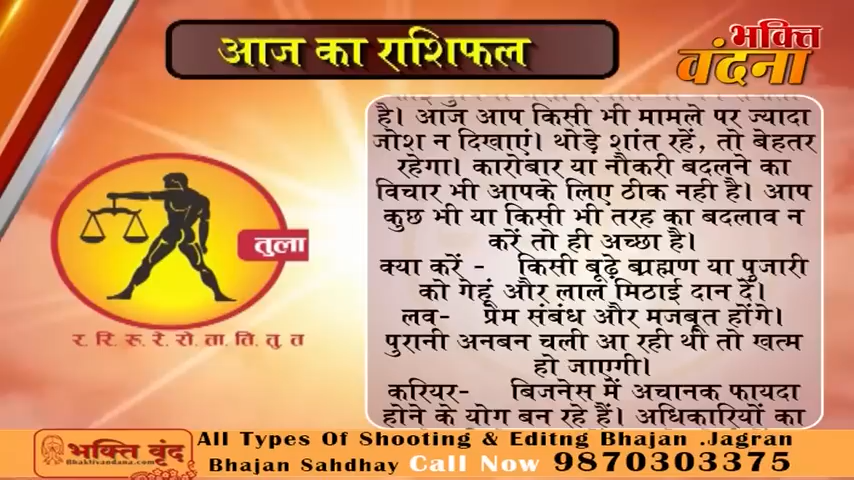 आज का राशिफल
भक्ति
वंदना
है। आज आप किसी भी मामले पर ज्यादा
जोश न दिखाएं। थोड़े शांत रहें, तो बेहतर
रहेगा। कारोबार या नौकरी बदलने का
विचार भी आपके लिए ठीक नही है। आप
कुछ भी या किसी भी तरह का बदलाव न
करें तो ही अच्छा है।
क्या करें - किसी बूढ़े ब्राह्मण या पुजारी
को गेहूं और लाल मिठाई दान दें।
लव- प्रेम संबंध और मजबूत होंगे।
पुरानी अनबन चली आ रही थी तो खत्म
हो जाएगी।
करियर- बिजनेस में अचानक फायदा
होने के योग बन रहे हैं। अधिकारियों का
तुला
र, रि, रू, रे, रो, ता, ति, तु, त
भक्ति वृंद
Bhaktivandana.com
All Types Of Shooting & Editng Bhajan .Jagran
Bhajan Sahdhay Call Now 9870303375